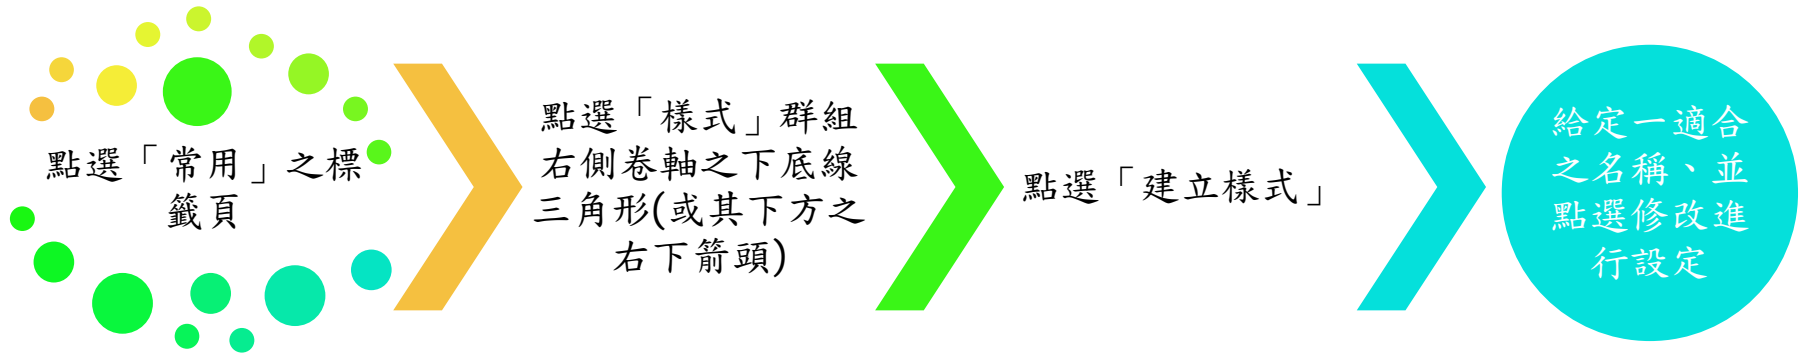 點選「常用」之標
籤頁
點選「樣式」群組
右側卷軸之下底線
三角形(或其下方之
右下箭頭)
點選「建立樣式」
給定一適合
之名稱、並
點選修改進
行設定